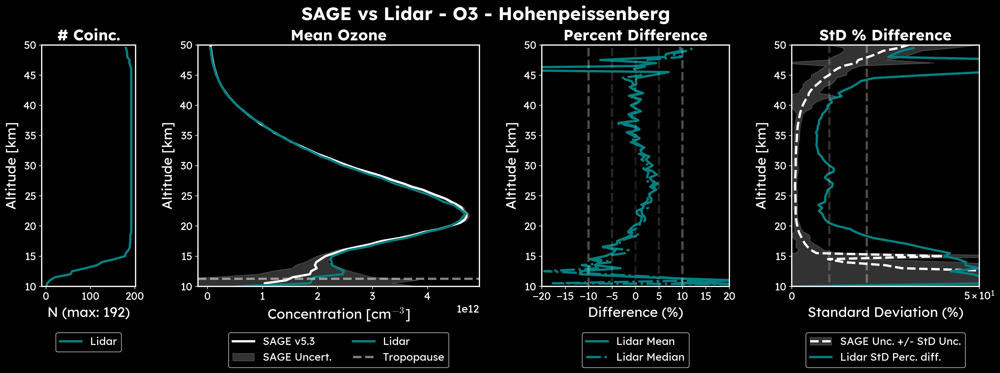 SAGE vs Lidar - O3 - Hohenpeissenberg
# Coinc.
50
45
40
35
30
25
20
15
10
Altitude [km]
0 100 200
N (max: 192)
Lidar
Mean Ozone
50
45
40
35
30
25
20
15
10
Altitude [km]
0 1 2 3 4
1e12
Concentration [cm⁻³]
SAGE v5.3
SAGE Uncert.
Lidar
Tropopause
Percent Difference
50
45
40
35
30
25
20
15
10
Altitude [km]
−20 −15 −10 −5 0 5 10 15 20
Difference (%)
Lidar Mean
Lidar Median
StD % Difference
50
45
40
35
30
25
20
15
10
Altitude [km]
0 5×10¹
Standard Deviation (%)
SAGE Unc. +/- StD Unc.
Lidar StD Perc. diff.